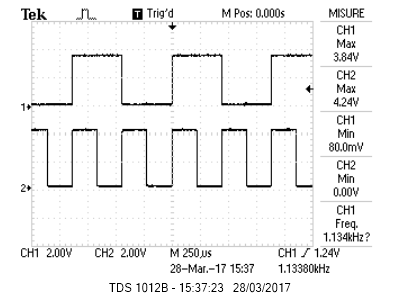 Tek T Trig'd M Pos: 0.000s MISURE
CH1
Max
3.84V
CH2
Max
4.24V
CH1
Min
80.0mV
CH2
Min
0.00V
CH1
Freq.
1.134kHz?
1
2
CH1 2.00V CH2 2.00V M 250µs CH1 1.24V
28-Mar.-17 15:37 1.13380kHz
TDS 1012B - 15:37:23 28/03/2017